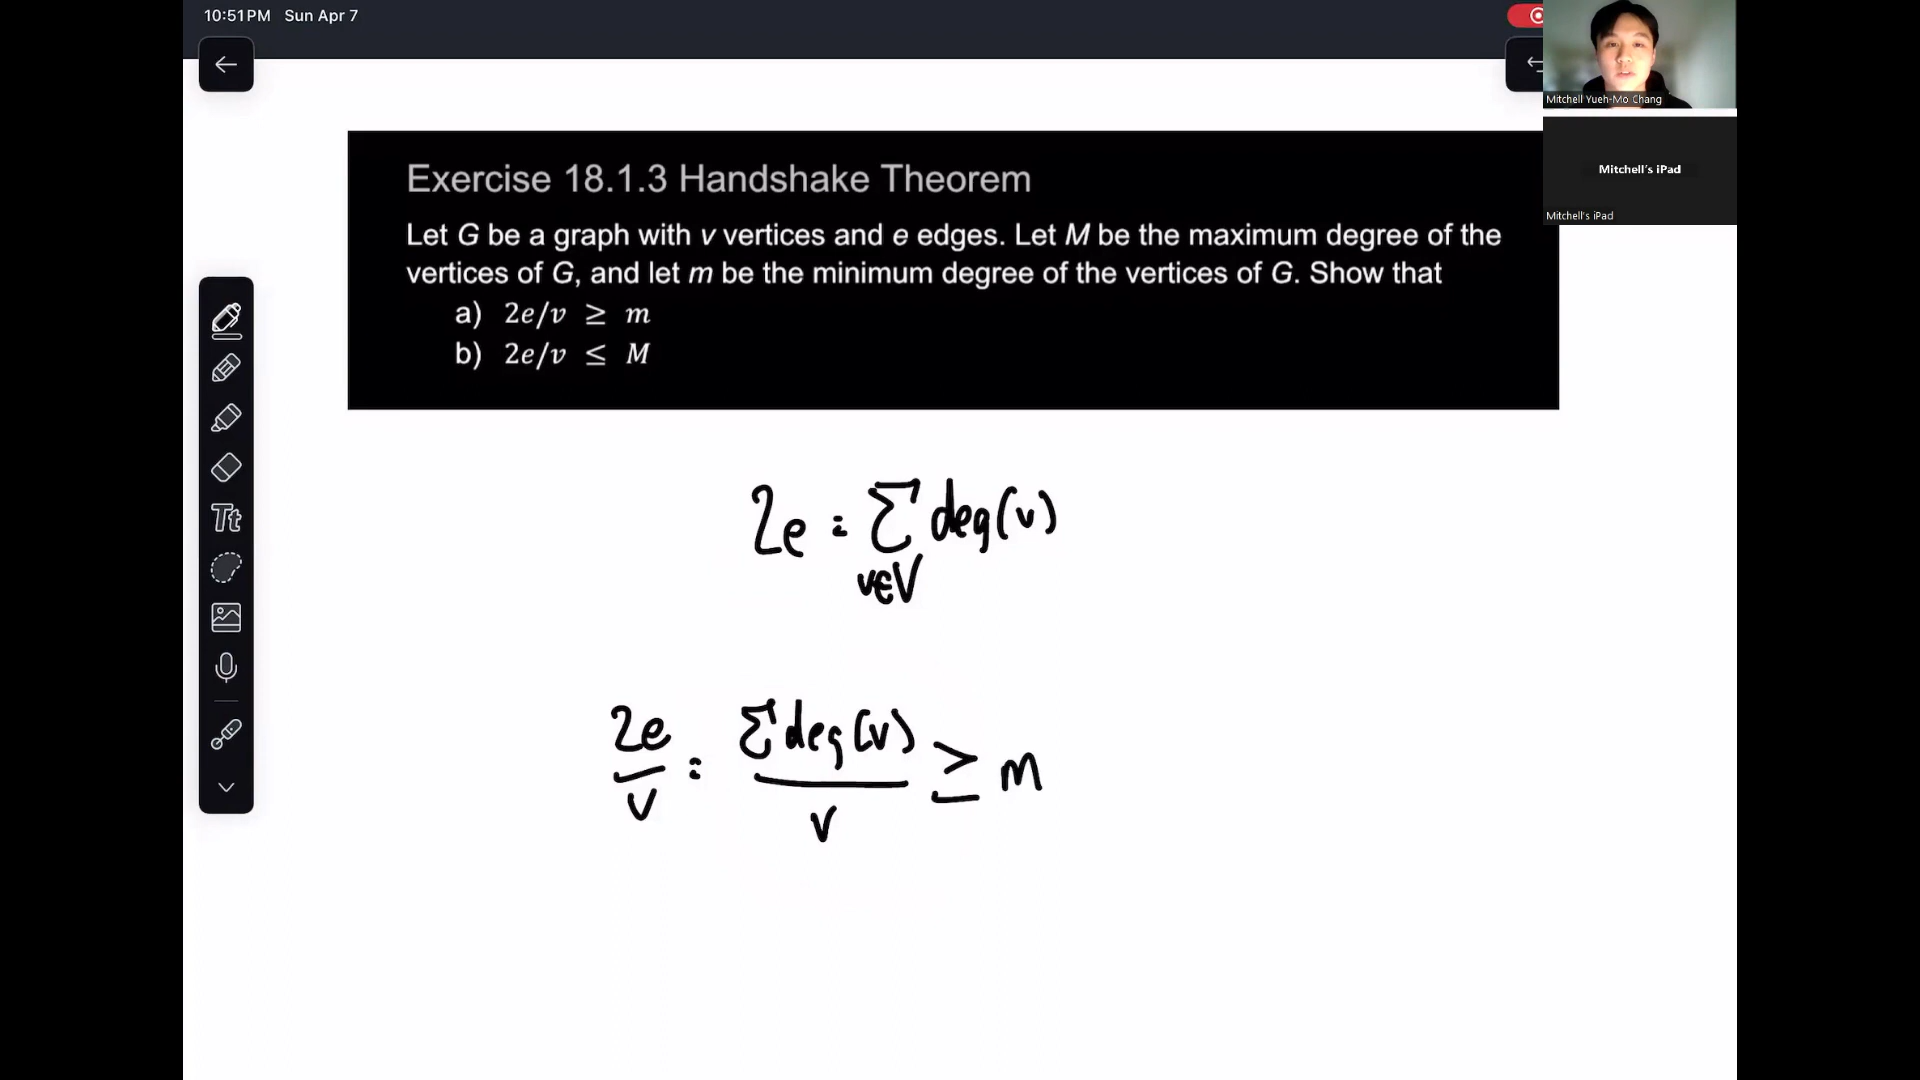 10:51 PM Sun Apr 7
Mitchell Yueh-Mo Chang
Mitchell's iPad
Mitchell's iPad
Exercise 18.1.3 Handshake Theorem
Let G be a graph with v vertices and e edges. Let M be the maximum degree of the
vertices of G, and let m be the minimum degree of the vertices of G. Show that
a) 2e/v ≥ m
b) 2e/v ≤ M
Tt
2e = Σ deg(v)
v∈V
2e/v = Σdeg(v)/v ≥ m